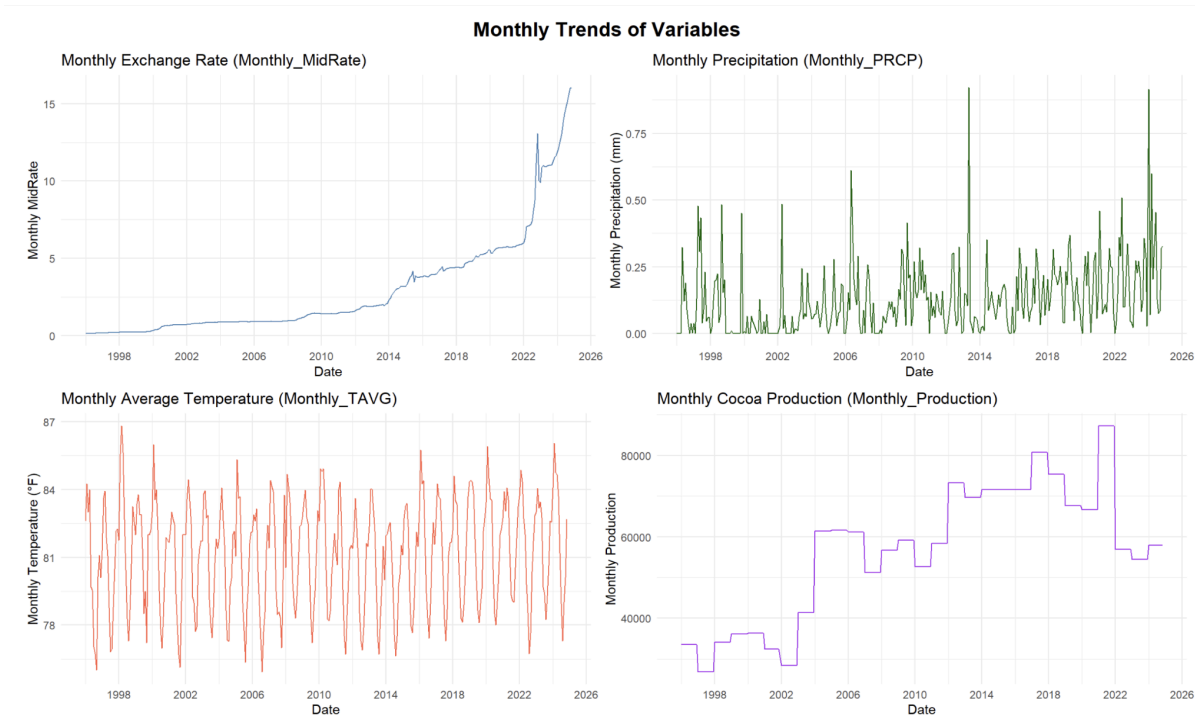 Monthly Trends of Variables
Monthly Exchange Rate (Monthly_MidRate)
Monthly MidRate
15
10
5
0
1998 2002 2006 2010 2014 2018 2022 2026
Date
Monthly Precipitation (Monthly_PRCP)
Monthly Precipitation (mm)
0.75
0.50
0.25
0.00
1998 2002 2006 2010 2014 2018 2022 2026
Date
Monthly Average Temperature (Monthly_TAVG)
Monthly Temperature (°F)
87
84
81
78
1998 2002 2006 2010 2014 2018 2022 2026
Date
Monthly Cocoa Production (Monthly_Production)
Monthly Production
80000
60000
40000
1998 2002 2006 2010 2014 2018 2022 2026
Date